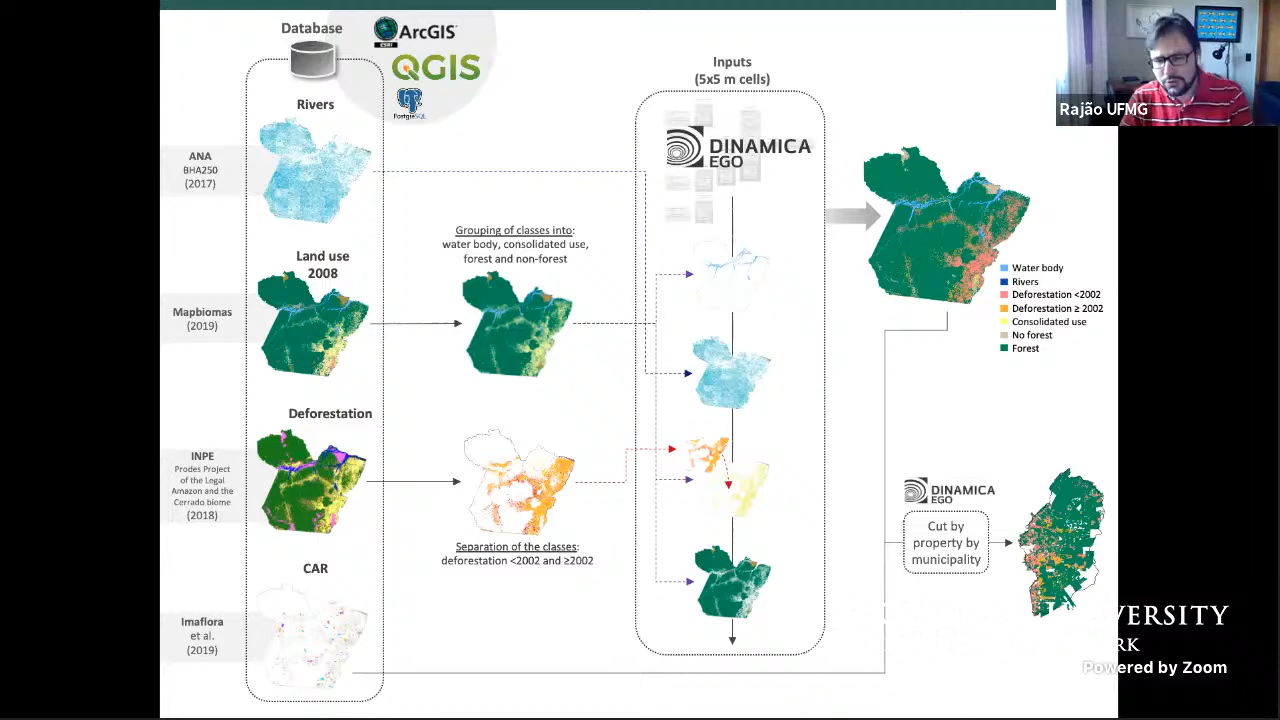 Database
ArcGIS
ESRI
QGIS
PostgreSQL
Rivers
ANA
BHA250
(2017)
Land use
2008
Mapbiomas
(2019)
Deforestation
INPE
Prodes Project
of the Legal
Amazon and the
Cerrado biome
(2018)
CAR
Imaflora
et al.
(2019)
Grouping of classes into:
water body, consolidated use,
forest and non-forest
Separation of the classes:
deforestation <2002 and ≥2002
Inputs
(5x5 m cells)
DINAMICA
EGO
Water body
Rivers
Deforestation <2002
Deforestation ≥ 2002
Consolidated use
No forest
Forest
DINAMICA
EGO
Cut by
property by
municipality
Rajão UFMG
VERSITY
RK
Powered by Zoom